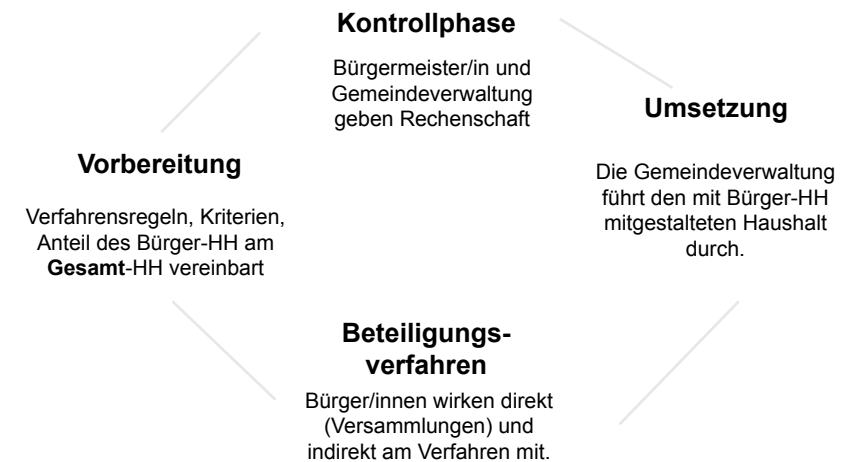 Kontrollphase
Bürgermeister/in und
Gemeindeverwaltung
geben Rechenschaft
Umsetzung
Die Gemeindeverwaltung
führt den mit Bürger-HH
mitgestalteten Haushalt
durch.
Vorbereitung
Verfahrensregeln, Kriterien,
Anteil des Bürger-HH am
Gesamt-HH vereinbart
Beteiligungs-
verfahren
Bürger/innen wirken direkt
(Versammlungen) und
indirekt am Verfahren mit.